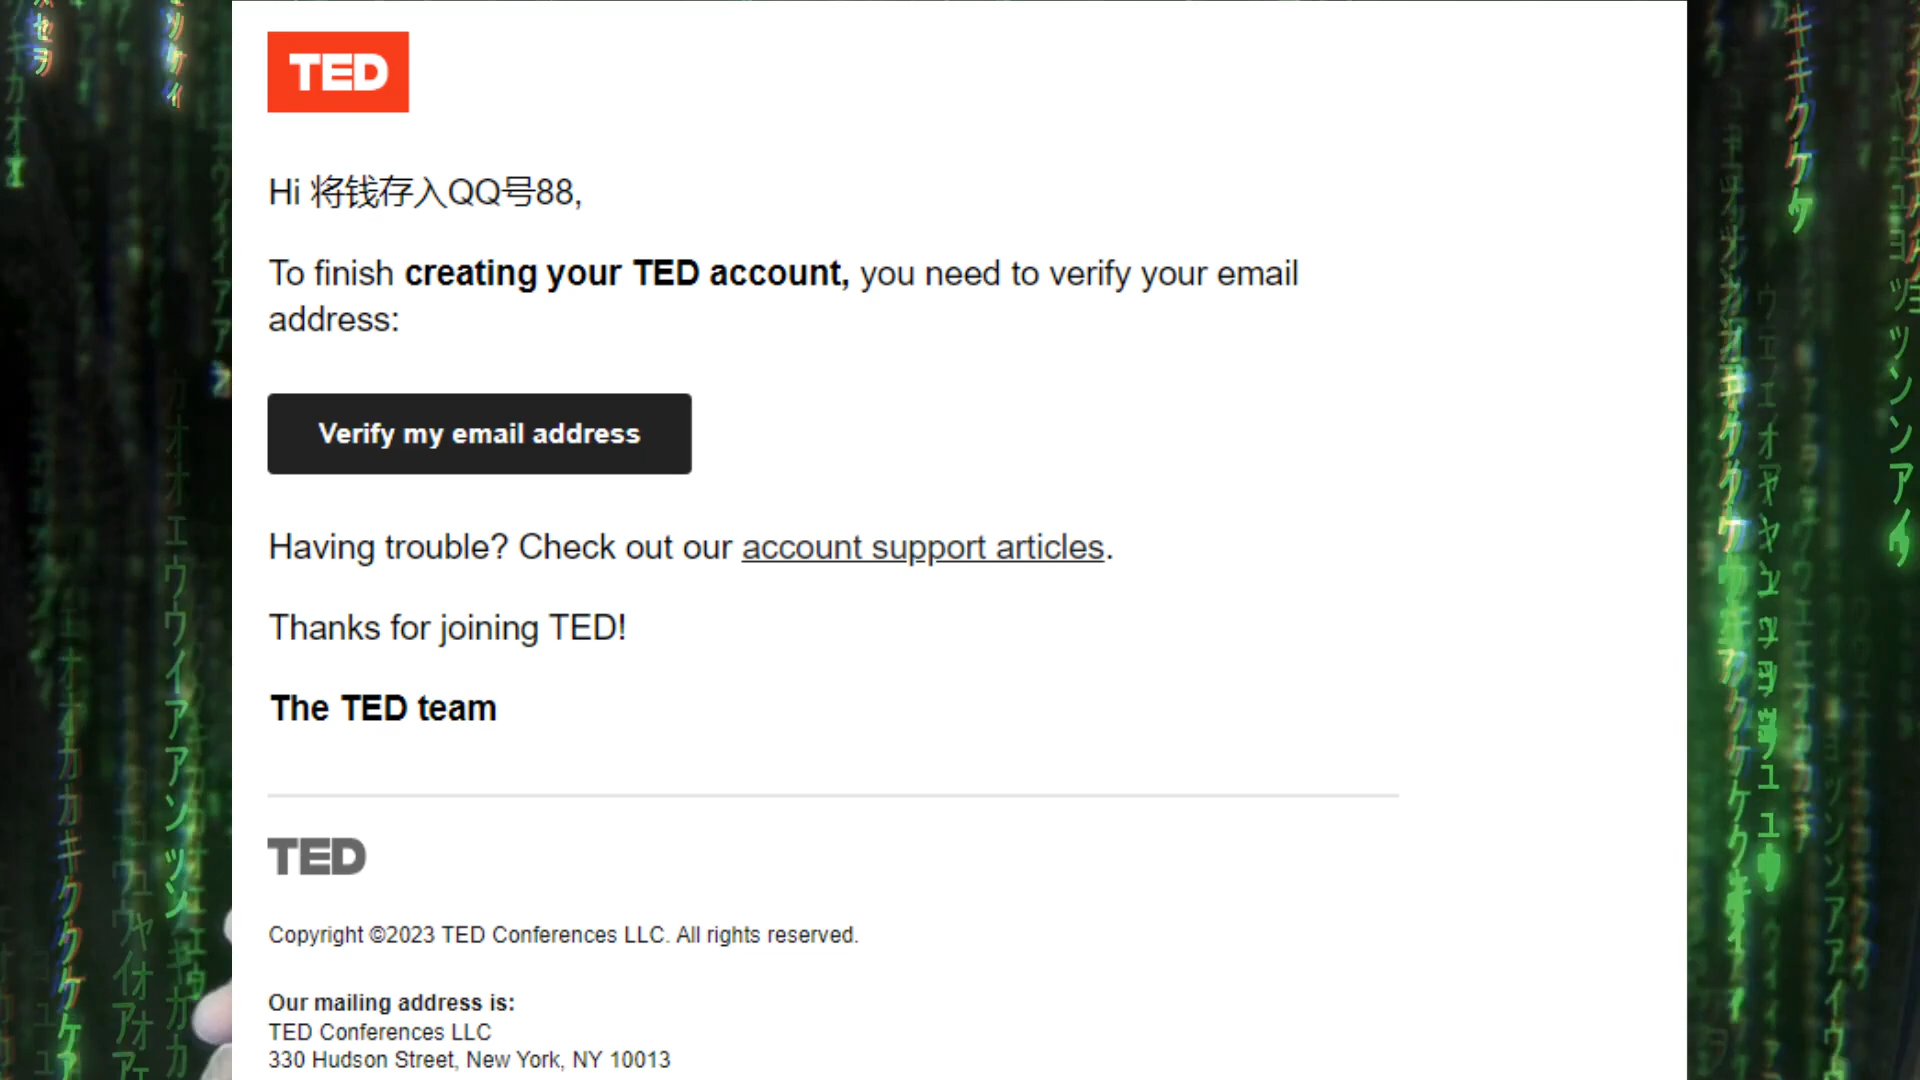 TED
Hi 将钱存入QQ号88,
To finish creating your TED account, you need to verify your email
address:
Verify my email address
Having trouble? Check out our account support articles.
Thanks for joining TED!
The TED team
TED
Copyright ©2023 TED Conferences LLC. All rights reserved.
Our mailing address is:
TED Conferences LLC
330 Hudson Street, New York, NY 10013